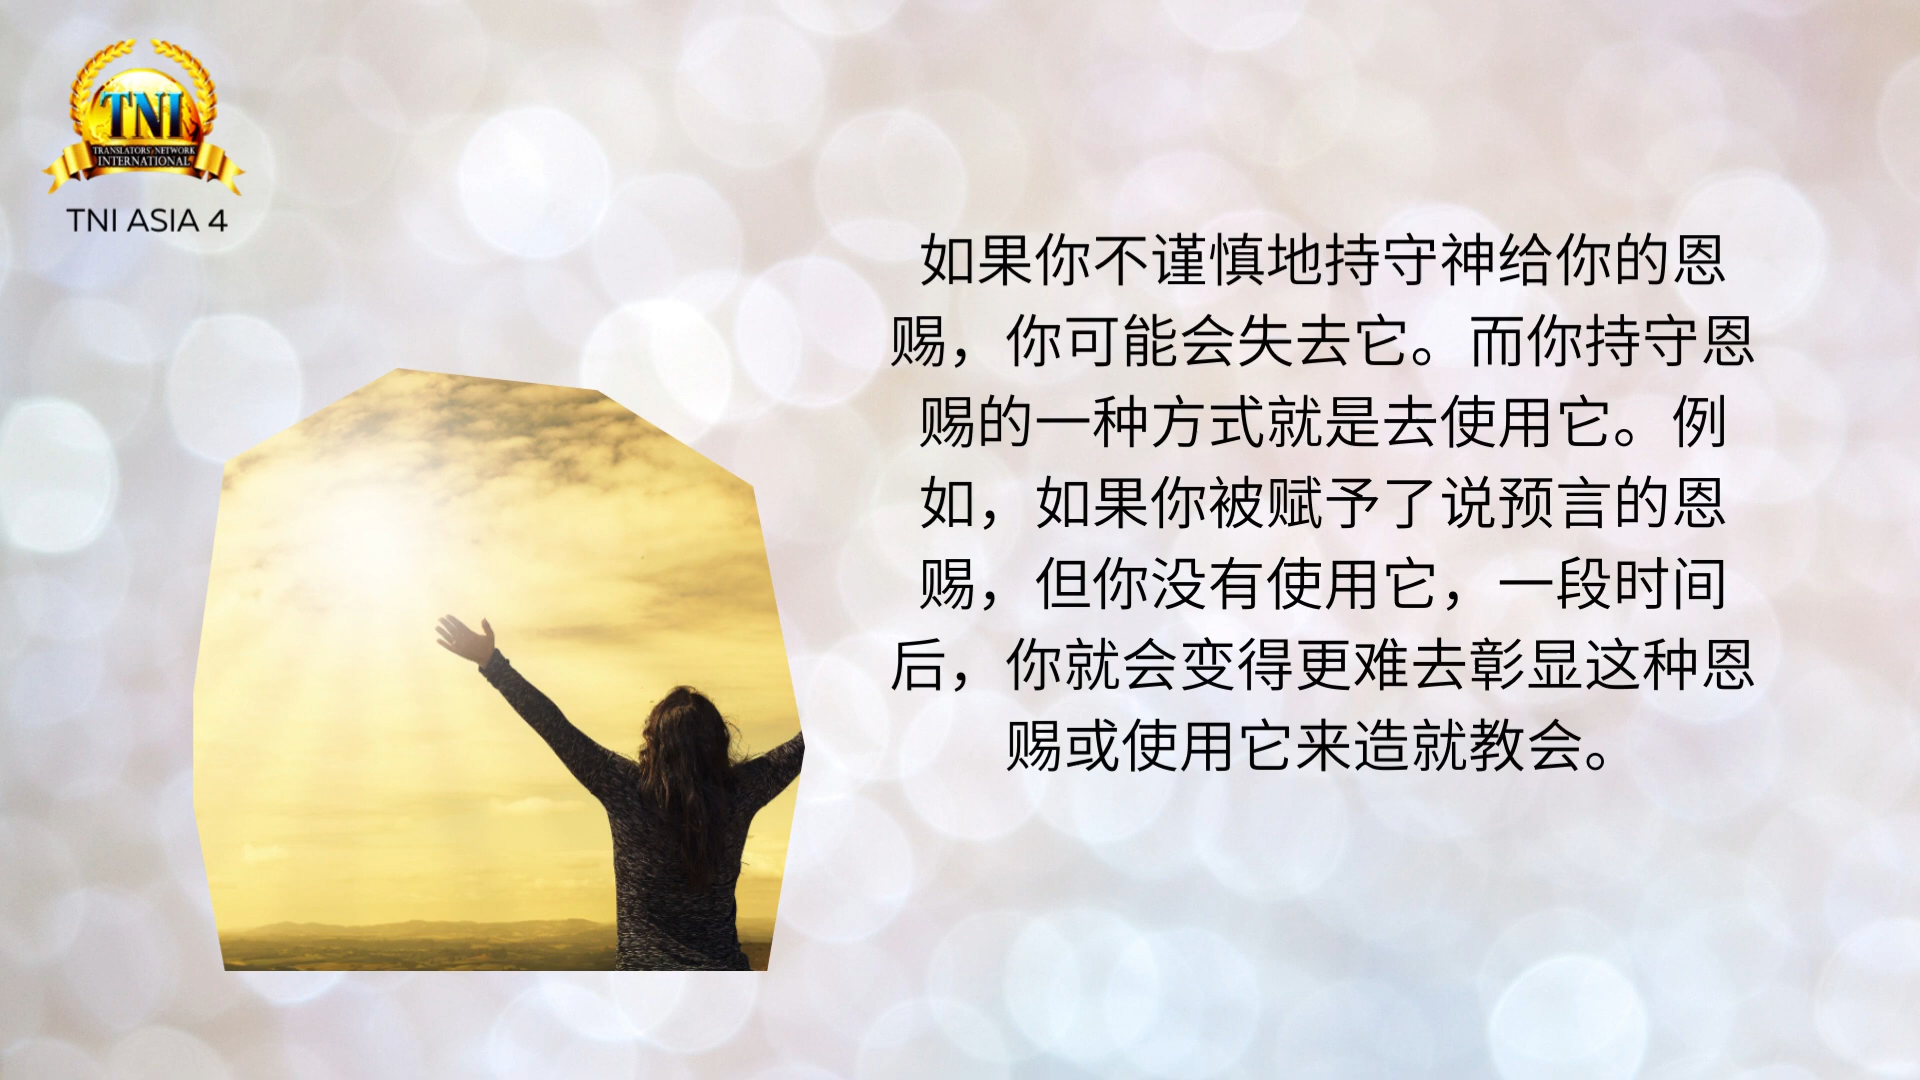 TNI
TRANSLATORS' NETWORK
INTERNATIONAL
TNI ASIA 4
如果你不谨慎地持守神给你的恩
赐，你可能会失去它。而你持守恩
赐的一种方式就是去使用它。例
如，如果你被赋予了说预言的恩
赐，但你没有使用它，一段时间
后，你就会变得更难去彰显这种恩
赐或使用它来造就教会。